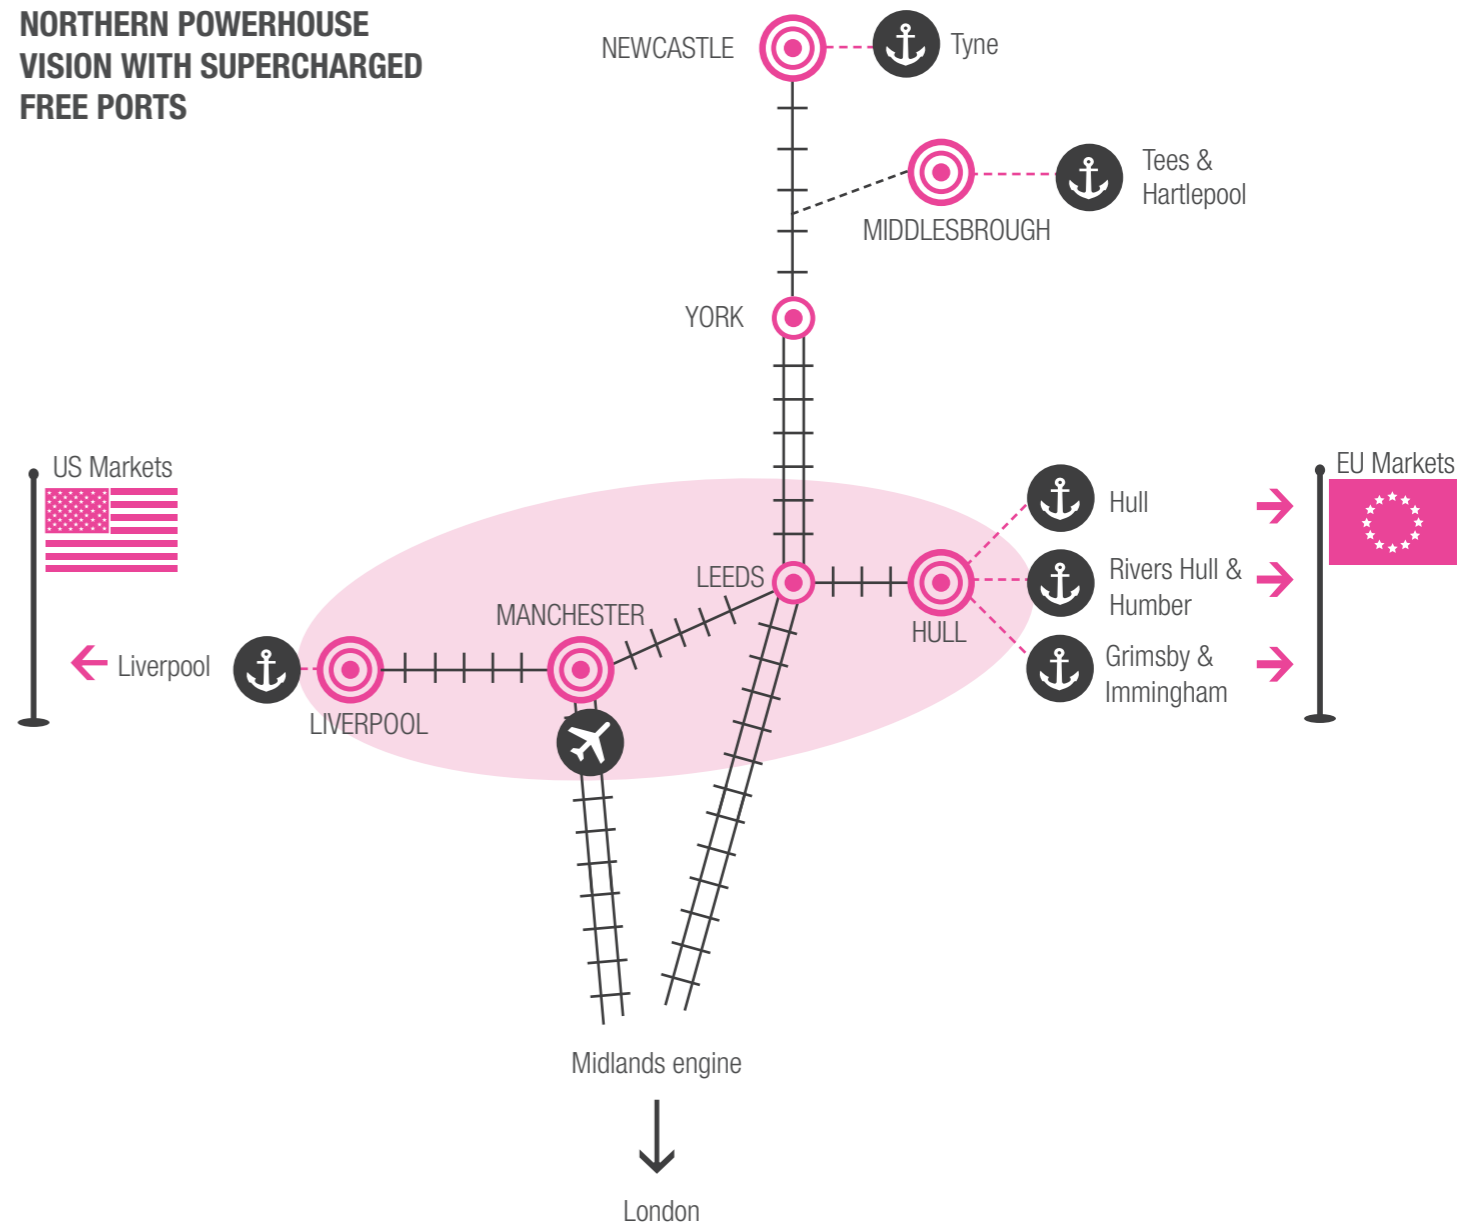 NORTHERN POWERHOUSE
VISION WITH SUPERCHARGED
FREE PORTS
NEWCASTLE
Tyne
Tees &
Hartlepool
MIDDLESBROUGH
YORK
US Markets
EU Markets
Hull
LEEDS
Rivers Hull &
Humber
MANCHESTER
HULL
Liverpool
Grimsby &
Immingham
LIVERPOOL
Midlands engine
London